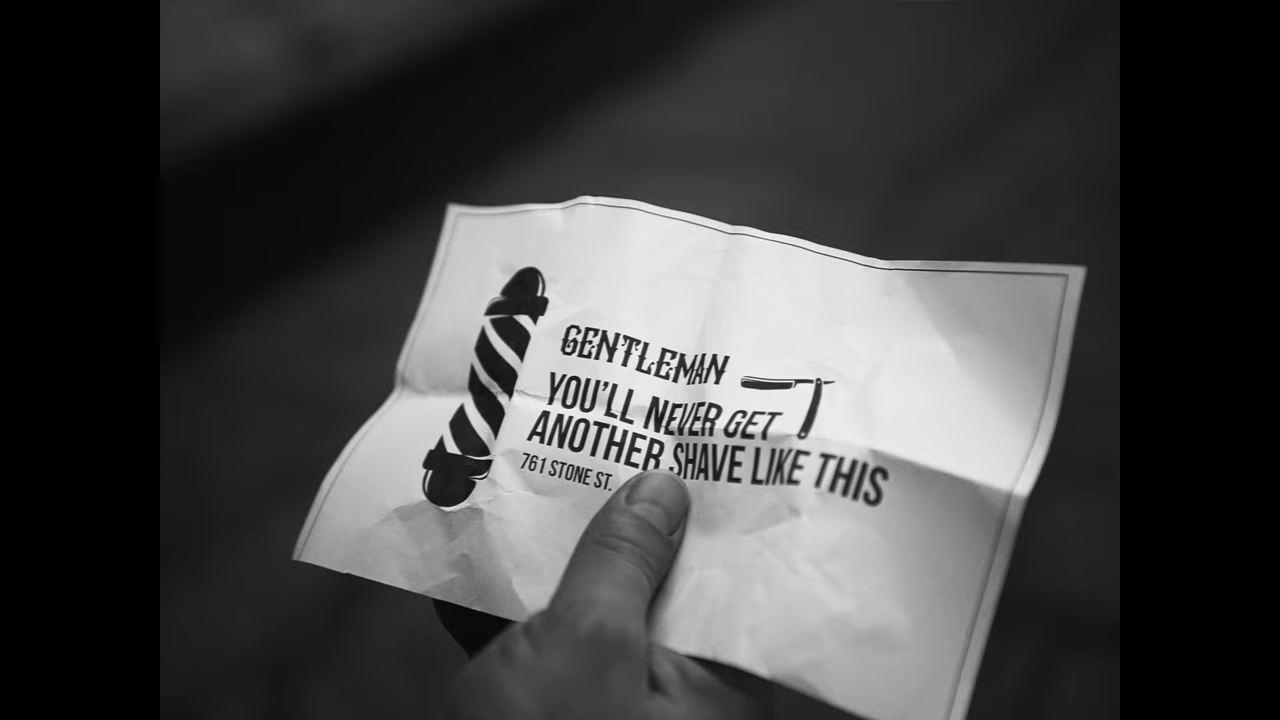 GENTLEMAN
YOU'LL NEVER GET
ANOTHER SHAVE LIKE THIS
761 STONE ST.